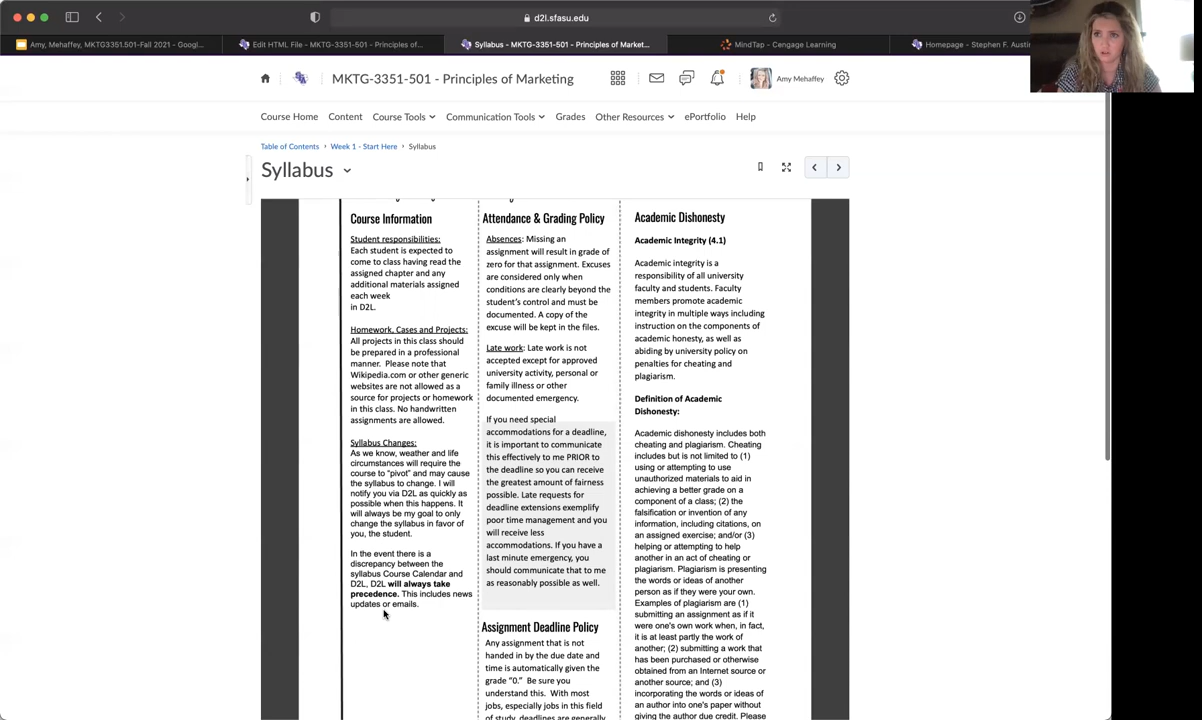 d2l.sfasu.edu
Amy, Mehaffey, MKTG3351.501-Fall 2021 - Googl...
Edit HTML File - MKTG-3351-501 - Principles of...
Syllabus - MKTG-3351-501 - Principles of Market...
MindTap - Cengage Learning
Homepage - Stephen F. Austin
MKTG-3351-501 - Principles of Marketing
Amy Mehaffey
Course Home
Content
Course Tools
Communication Tools
Grades
Other Resources
ePortfolio
Help
Table of Contents › Week 1 - Start Here › Syllabus
Syllabus
Course Information
Student responsibilities:
Each student is expected to
come to class having read the
assigned chapter and any
additional materials assigned
each week
in D2L.
Homework, Cases and Projects:
All projects in this class should
be prepared in a professional
manner. Please note that
Wikipedia.com or other generic
websites are not allowed as a
source for projects or homework
in this class. No handwritten
assignments are allowed.
Syllabus Changes:
As we know, weather and life
circumstances will require the
course to "pivot" and may cause
the syllabus to change. I will
notify you via D2L as quickly as
possible when this happens. It
will always be my goal to only
change the syllabus in favor of
you, the student.
In the event there is a
discrepancy between the
syllabus Course Calendar and
D2L, D2L will always take
precedence. This includes news
updates or emails.
Attendance & Grading Policy
Absences: Missing an
assignment will result in grade of
zero for that assignment. Excuses
are considered only when
conditions are clearly beyond the
student's control and must be
documented. A copy of the
excuse will be kept in the files.
Late work: Late work is not
accepted except for approved
university activity, personal or
family illness or other
documented emergency.
If you need special
accommodations for a deadline,
it is important to communicate
this effectively to me PRIOR to
the deadline so you can receive
the greatest amount of fairness
possible. Late requests for
deadline extensions exemplify
poor time management and you
will receive less
accommodations. If you have a
last minute emergency, you
should communicate that to me
as reasonably possible as well.
Assignment Deadline Policy
Any assignment that is not
handed in by the due date and
time is automatically given the
grade "0." Be sure you
understand this. With most
jobs, especially jobs in this field
of study, deadlines are generally
Academic Dishonesty
Academic Integrity (4.1)
Academic integrity is a
responsibility of all university
faculty and students. Faculty
members promote academic
integrity in multiple ways including
instruction on the components of
academic honesty, as well as
abiding by university policy on
penalties for cheating and
plagiarism.
Definition of Academic
Dishonesty:
Academic dishonesty includes both
cheating and plagiarism. Cheating
includes but is not limited to (1)
using or attempting to use
unauthorized materials to aid in
achieving a better grade on a
component of a class; (2) the
falsification or invention of any
information, including citations, on
an assigned exercise; and/or (3)
helping or attempting to help
another in an act of cheating or
plagiarism. Plagiarism is presenting
the words or ideas of another
person as if they were your own.
Examples of plagiarism are (1)
submitting an assignment as if it
were one's own work when, in fact,
it is at least partly the work of
another; (2) submitting a work that
has been purchased or otherwise
obtained from an Internet source or
another source; and (3)
incorporating the words or ideas of
an author into one's paper without
giving the author due credit. Please